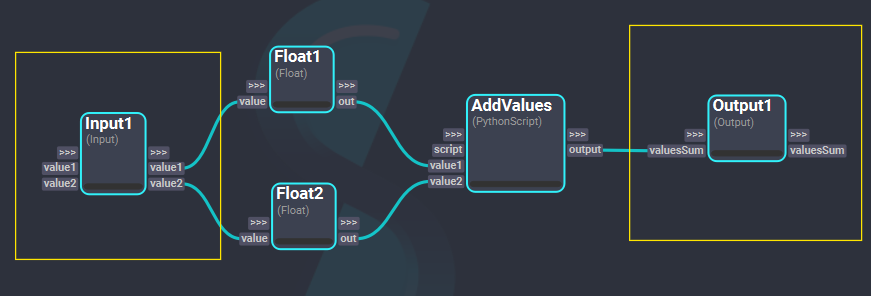 Input1
(Input)
>>> >>>
value1 value1
value2 value2
Float1
(Float)
>>> >>>
value out
Float2
(Float)
>>> >>>
value out
AddValues
(PythonScript)
>>> >>>
script output
value1
value2
Output1
(Output)
>>> >>>
valuesSum valuesSum